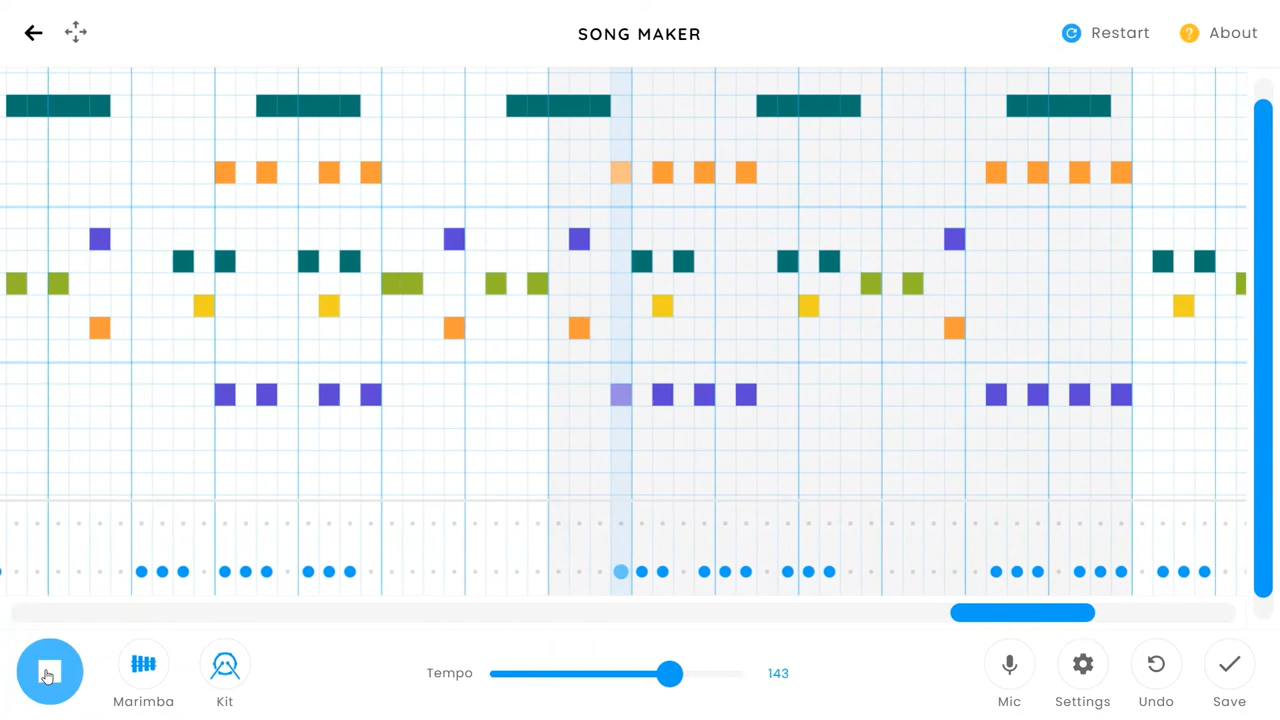 SONG MAKER
Restart
? About
Tempo
143
Marimba
Kit
Mic
Settings
Undo
Save